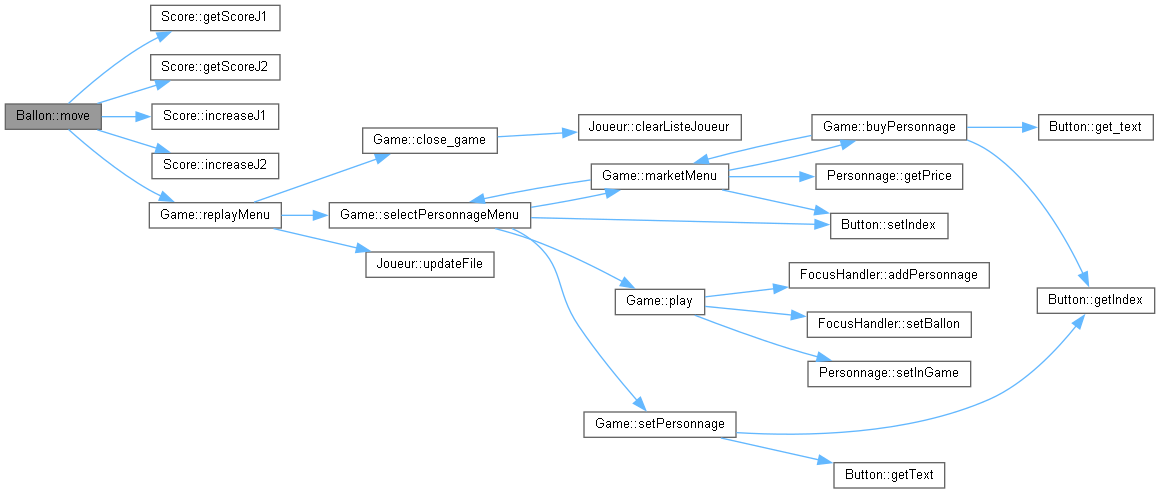 Ballon::move
Score::getScoreJ1
Score::getScoreJ2
Score::increaseJ1
Score::increaseJ2
Game::replayMenu
Game::close_game
Game::selectPersonnageMenu
Joueur::updateFile
Joueur::clearListeJoueur
Game::marketMenu
Game::play
Game::setPersonnage
Game::buyPersonnage
Personnage::getPrice
Button::setIndex
FocusHandler::addPersonnage
FocusHandler::setBallon
Personnage::setInGame
Button::getText
Button::get_text
Button::getIndex